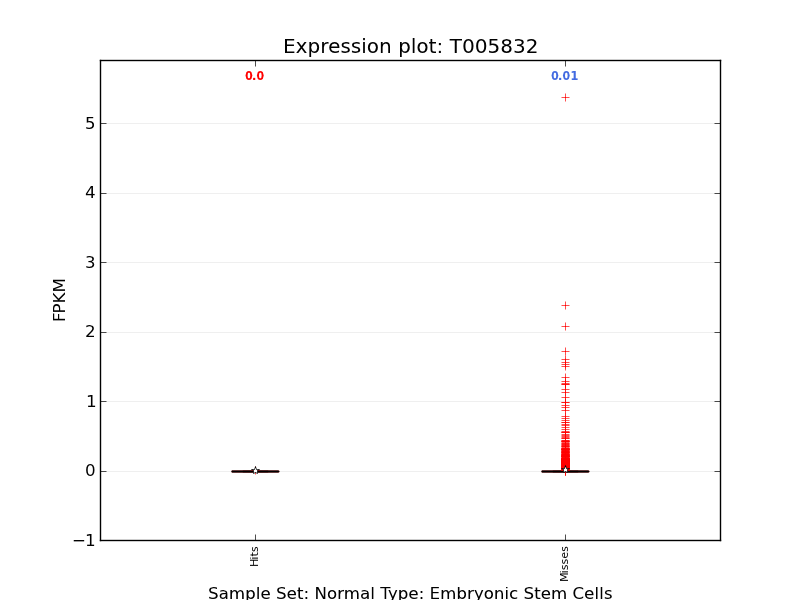 Expression plot: T005832
0.0
0.01
5
4
3
2
1
0
−1
FPKM
Hits
Misses
Sample Set: Normal Type: Embryonic Stem Cells